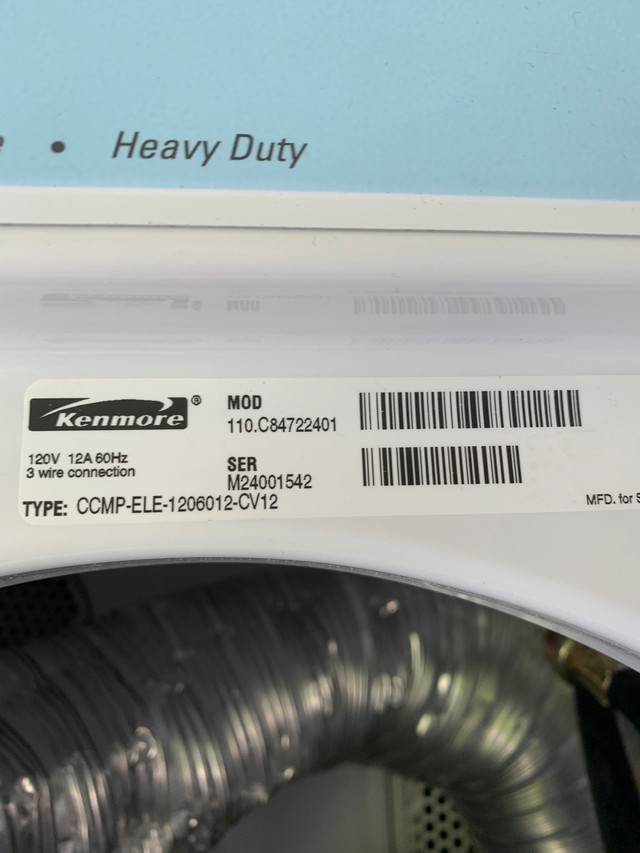 • Heavy Duty
Kenmore®
MOD
110.C84722401
120V 12A 60Hz
3 wire connection
SER
M24001542
TYPE: CCMP-ELE-1206012-CV12
MFD. for